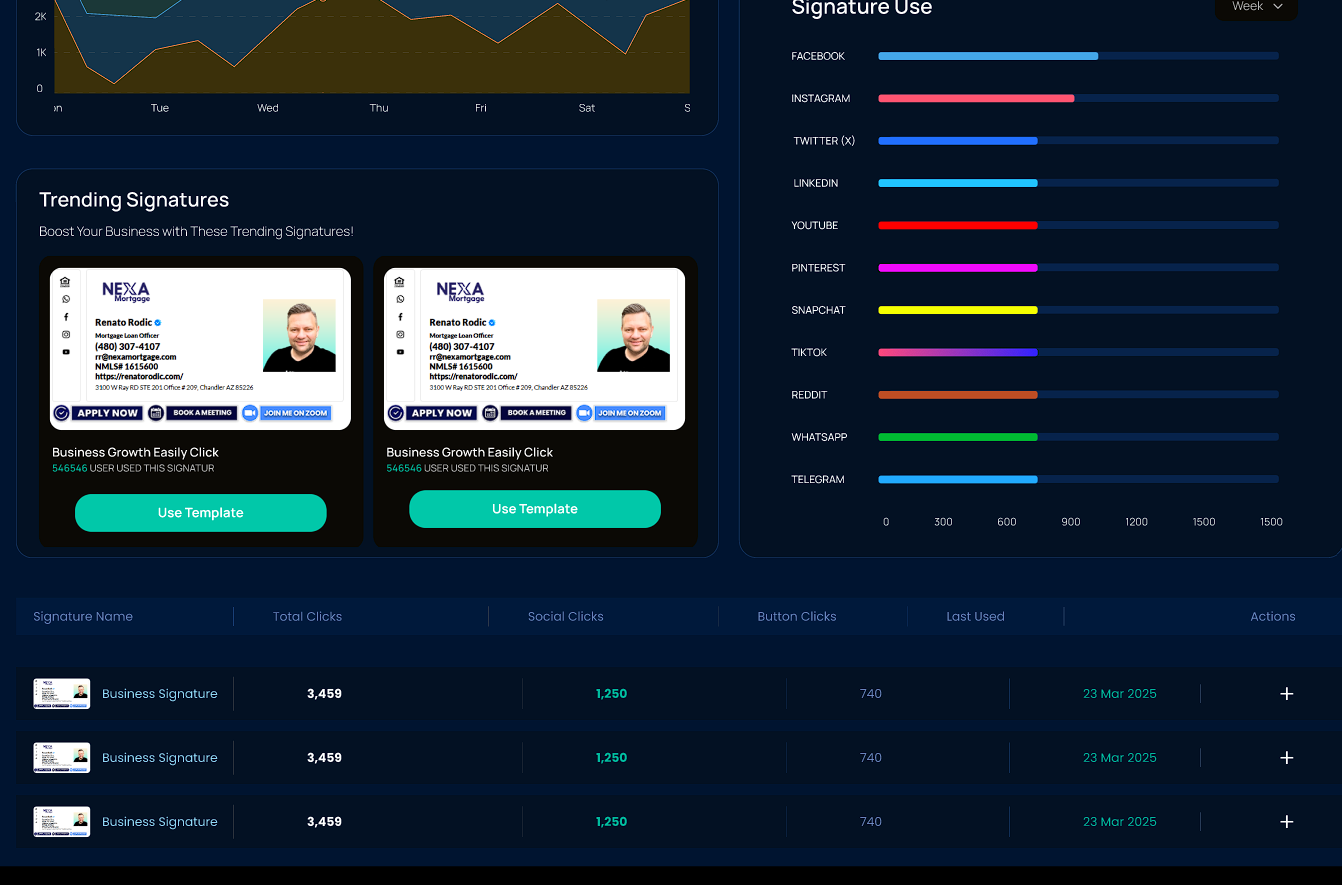 2K
1K
0
on Tue Wed Thu Fri Sat S
Signature Use
Week
FACEBOOK
INSTAGRAM
TWITTER (X)
LINKEDIN
YOUTUBE
PINTEREST
SNAPCHAT
TIKTOK
REDDIT
WHATSAPP
TELEGRAM
0 300 600 900 1200 1500 1500
Trending Signatures
Boost Your Business with These Trending Signatures!
NEXA
Mortgage
Renato Rodic
Mortgage Loan Officer
(480) 307-4107
rr@nexamortgage.com
NMLS# 1615600
https://renatorodic.com/
3100 W Ray RD STE 201 Office # 209, Chandler AZ 85226
APPLY NOW BOOK A MEETING JOIN ME ON ZOOM
Business Growth Easily Click
546546 USER USED THIS SIGNATUR
Use Template
NEXA
Mortgage
Renato Rodic
Mortgage Loan Officer
(480) 307-4107
rr@nexamortgage.com
NMLS# 1615600
https://renatorodic.com/
3100 W Ray RD STE 201 Office # 209, Chandler AZ 85226
APPLY NOW BOOK A MEETING JOIN ME ON ZOOM
Business Growth Easily Click
546546 USER USED THIS SIGNATUR
Use Template
Signature Name Total Clicks Social Clicks Button Clicks Last Used Actions
Business Signature 3,459 1,250 740 23 Mar 2025 +
Business Signature 3,459 1,250 740 23 Mar 2025 +
Business Signature 3,459 1,250 740 23 Mar 2025 +